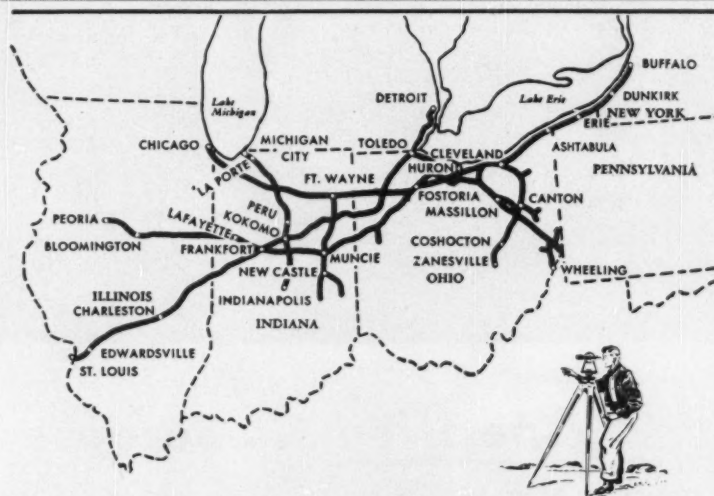 BUFFALO
Lake Erie
DETROIT
DUNKIRK
Lake Michigan
ERIE
NEW YORK
TOLEDO
CLEVELAND
ASHTABULA
CHICAGO
MICHIGAN CITY
HURON
PENNSYLVANIA
LA PORTE
FT. WAYNE
FOSTORIA
CANTON
MASSILLON
PERU
PEORIA
LAFAYETTE
KOKOMO
BLOOMINGTON
FRANKFORT
MUNCIE
COSHOCTON
NEW CASTLE
ZANESVILLE
WHEELING
OHIO
ILLINOIS
INDIANAPOLIS
CHARLESTON
INDIANA
EDWARDSVILLE
ST. LOUIS